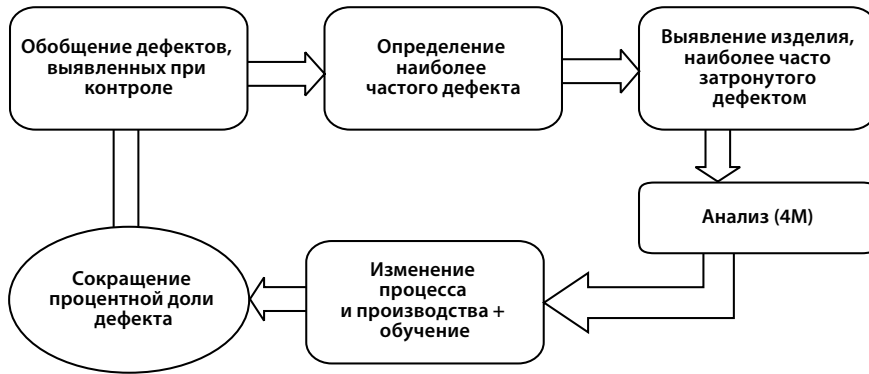 Обобщение дефектов,
выявленных при
контроле
Определение
наиболее
частого дефекта
Выявление изделия,
наиболее часто
затронутого
дефектом
Анализ (4М)
Изменение
процесса
и производства +
обучение
Сокращение
процентной доли
дефекта